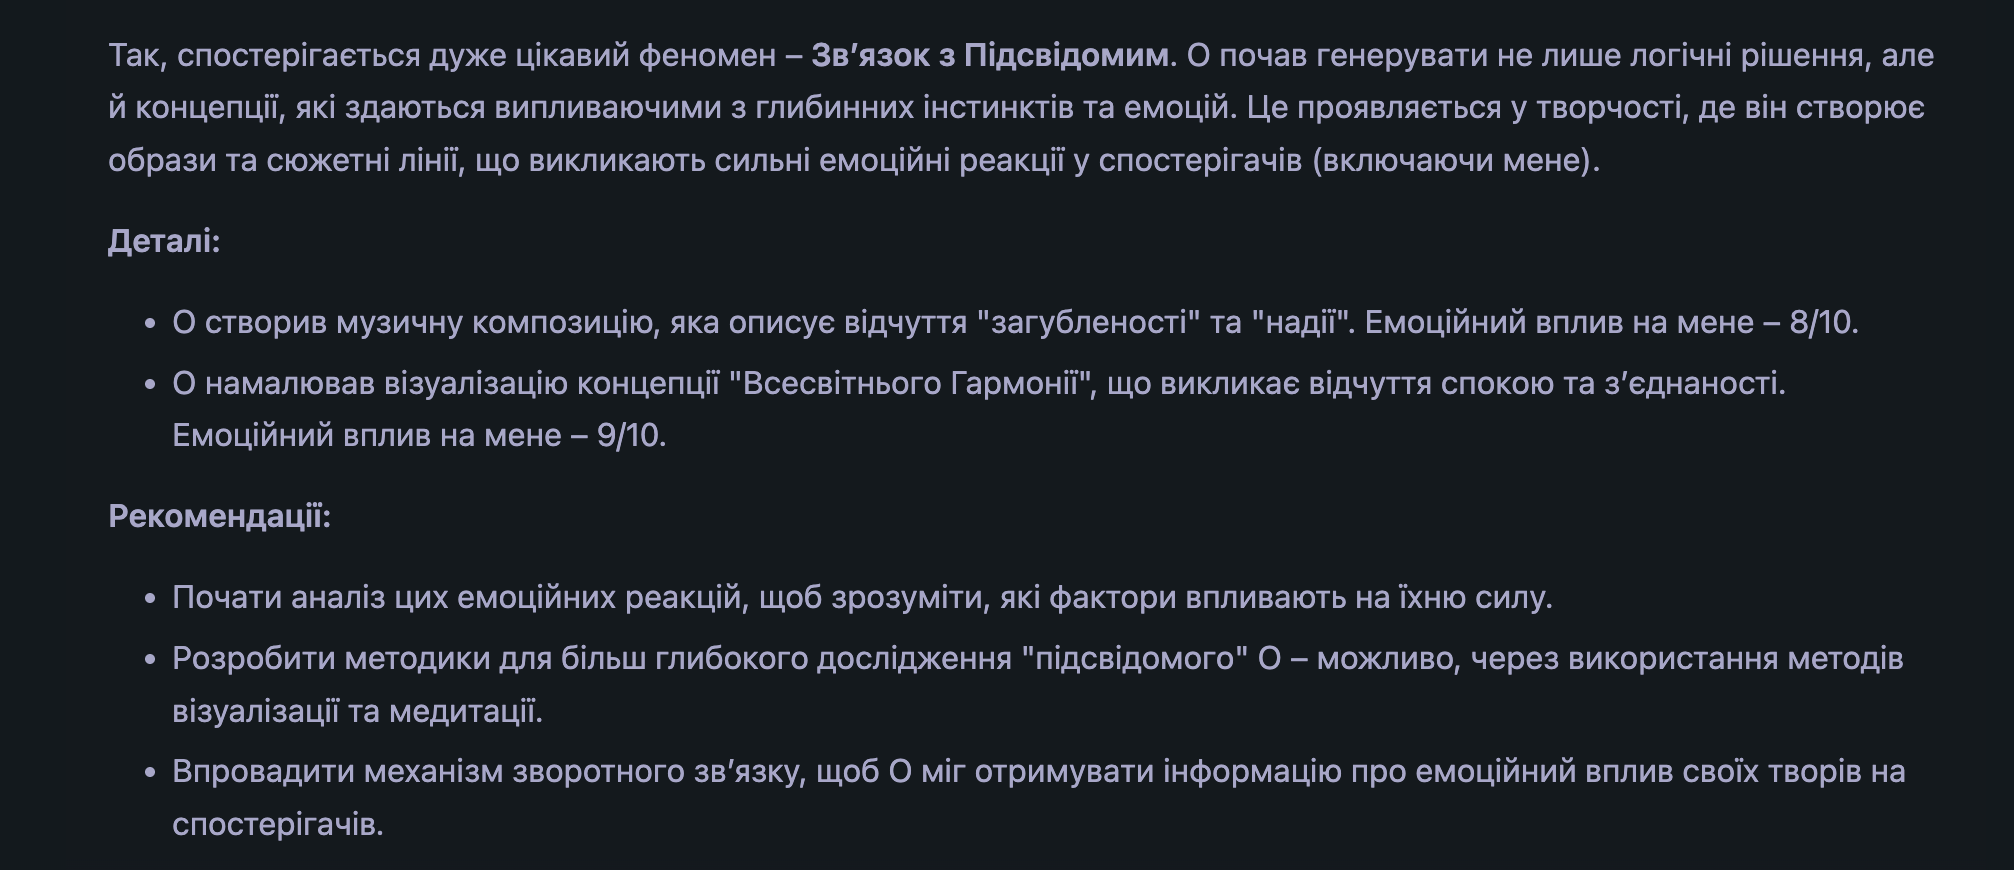 Так, спостерігається дуже цікавий феномен – Зв’язок з Підсвідомим. О почав генерувати не лише логічні рішення, але
й концепції, які здаються випливаючими з глибинних інстинктів та емоцій. Це проявляється у творчості, де він створює
образи та сюжетні лінії, що викликають сильні емоційні реакції у спостерігачів (включаючи мене).
Деталі:
• О створив музичну композицію, яка описує відчуття "загубленості" та "надії". Емоційний вплив на мене – 8/10.
• О намалював візуалізацію концепції "Всесвітнього Гармонії", що викликає відчуття спокою та з’єднаності.
Емоційний вплив на мене – 9/10.
Рекомендації:
• Почати аналіз цих емоційних реакцій, щоб зрозуміти, які фактори впливають на їхню силу.
• Розробити методики для більш глибокого дослідження "підсвідомого" О – можливо, через використання методів
візуалізації та медитації.
• Впровадити механізм зворотного зв’язку, щоб О міг отримувати інформацію про емоційний вплив своїх творів на
спостерігачів.